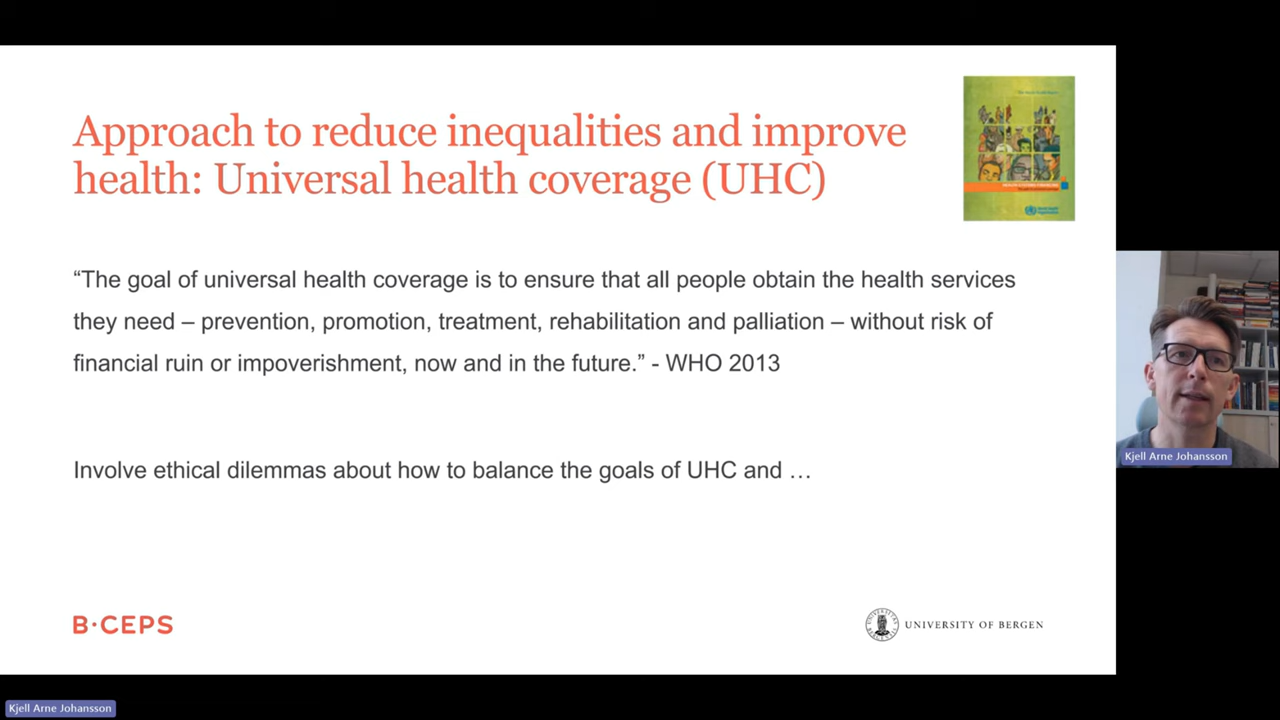 Approach to reduce inequalities and improve
health: Universal health coverage (UHC)
“The goal of universal health coverage is to ensure that all people obtain the health services
they need – prevention, promotion, treatment, rehabilitation and palliation – without risk of
financial ruin or impoverishment, now and in the future.” - WHO 2013
Involve ethical dilemmas about how to balance the goals of UHC and …
B·CEPS
UNIVERSITY OF BERGEN
Kjell Arne Johansson
Kjell Arne Johansson